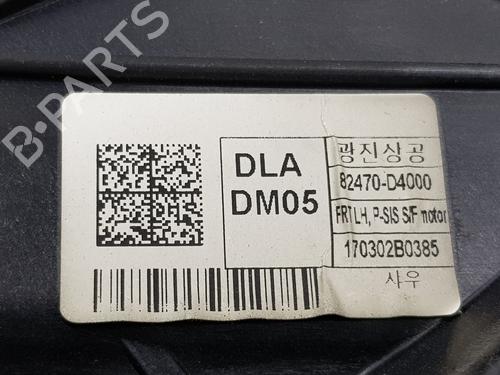 DLA
DM05
광진상공
82470-D4000
FRT LH, P-SIS S/F motor
170302B0385
사우
B-PARTS